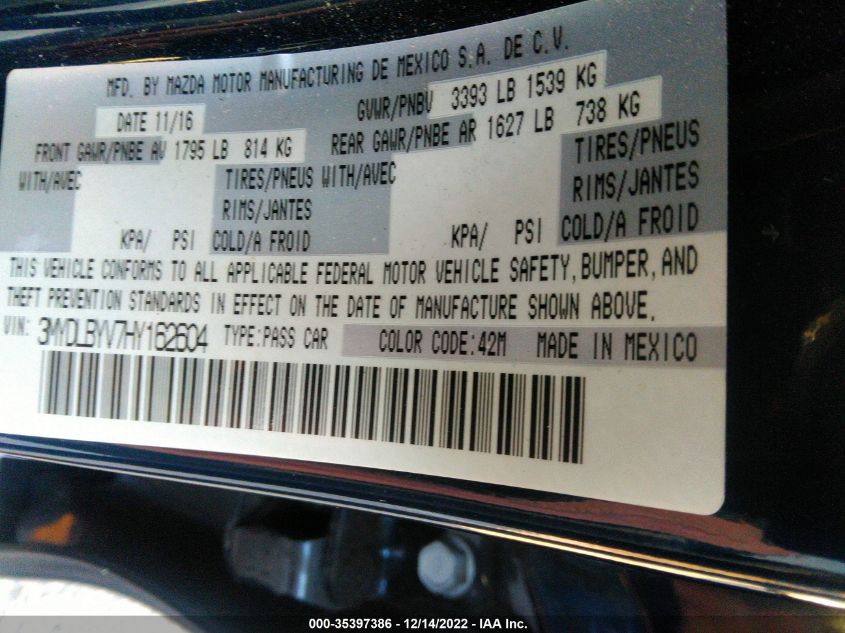 MFD. BY MAZDA MOTOR MANUFACTURING DE MEXICO S.A. DE C.V.
DATE 11/16 GVWR/PNBV 3393 LB 1539 KG
FRONT GAWR/PNBE AV 1795 LB 814 KG REAR GAWR/PNBE AR 1627 LB 738 KG
WITH/AVEC TIRES/PNEUS WITH/AVEC TIRES/PNEUS
RIMS/JANTES RIMS/JANTES
KPA/ PSI COLD/A FROID KPA/ PSI COLD/A FROID
THIS VEHICLE CONFORMS TO ALL APPLICABLE FEDERAL MOTOR VEHICLE SAFETY, BUMPER, AND
THEFT PREVENTION STANDARDS IN EFFECT ON THE DATE OF MANUFACTURE SHOWN ABOVE.
VIN: 3MYDLBYV7HY162604 TYPE:PASS CAR COLOR CODE:42M MADE IN MEXICO
000-35397386 - 12/14/2022 - IAA Inc.